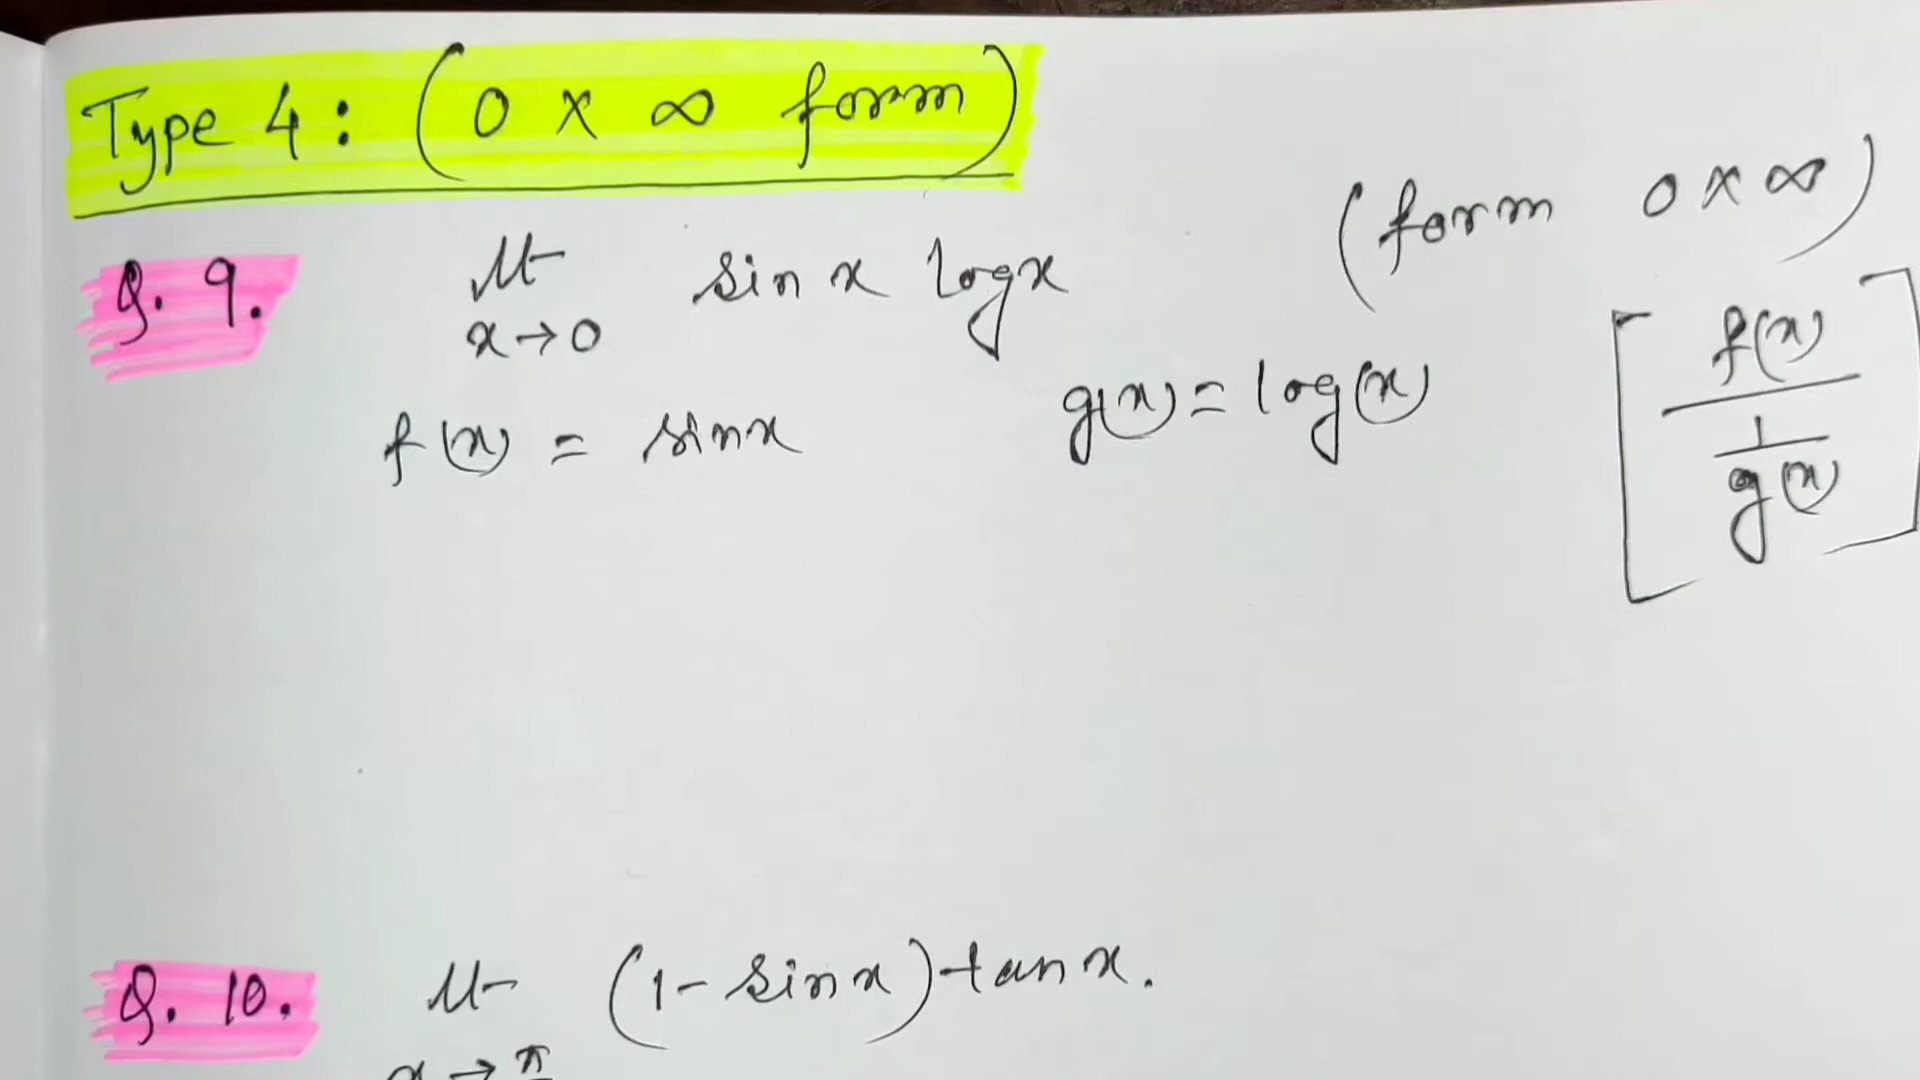 Type 4 : ( 0 × ∞ form )
(form 0 × ∞)
Q. 9. lt sin x log x
x → 0
f(x) = sin x g(x) = log(x)
[ f(x)
1
g(x) ]
Q. 10. lt (1 - sin x) tan x.
x → π